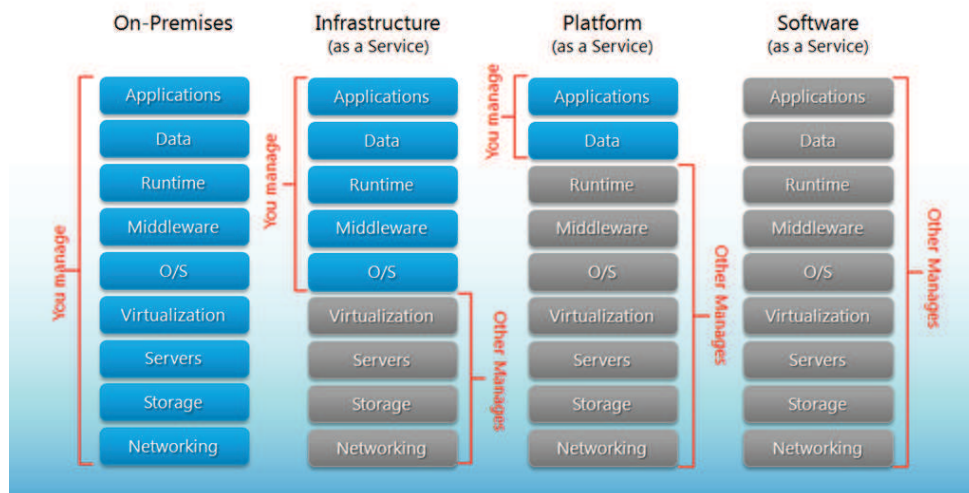 On-Premises
You manage
Applications
Data
Runtime
Middleware
O/S
Virtualization
Servers
Storage
Networking
Infrastructure
(as a Service)
You manage
Applications
Data
Runtime
Middleware
O/S
Virtualization
Servers
Storage
Networking
Other Manages
Platform
(as a Service)
You manage
Applications
Data
Runtime
Middleware
O/S
Virtualization
Servers
Storage
Networking
Other Manages
Software
(as a Service)
Applications
Data
Runtime
Middleware
O/S
Virtualization
Servers
Storage
Networking
Other Manages